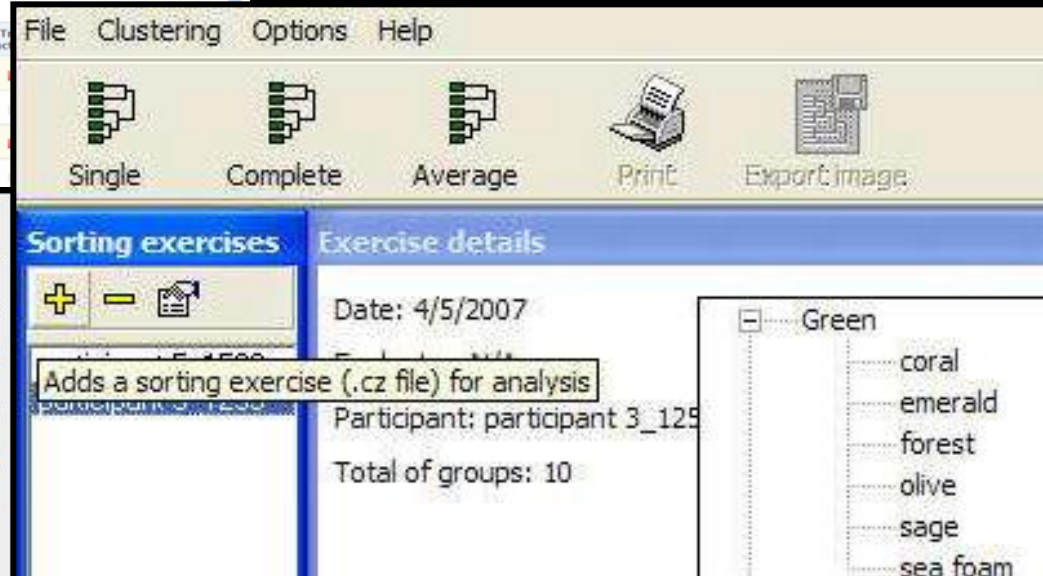 File Clustering Options Help
Single Complete Average Print Export image
Sorting exercises
Adds a sorting exercise (.cz file) for analysis
Exercise details
Date: 4/5/2007
Participant: participant 3_125
Total of groups: 10
Green
coral
emerald
forest
olive
sage
sea foam